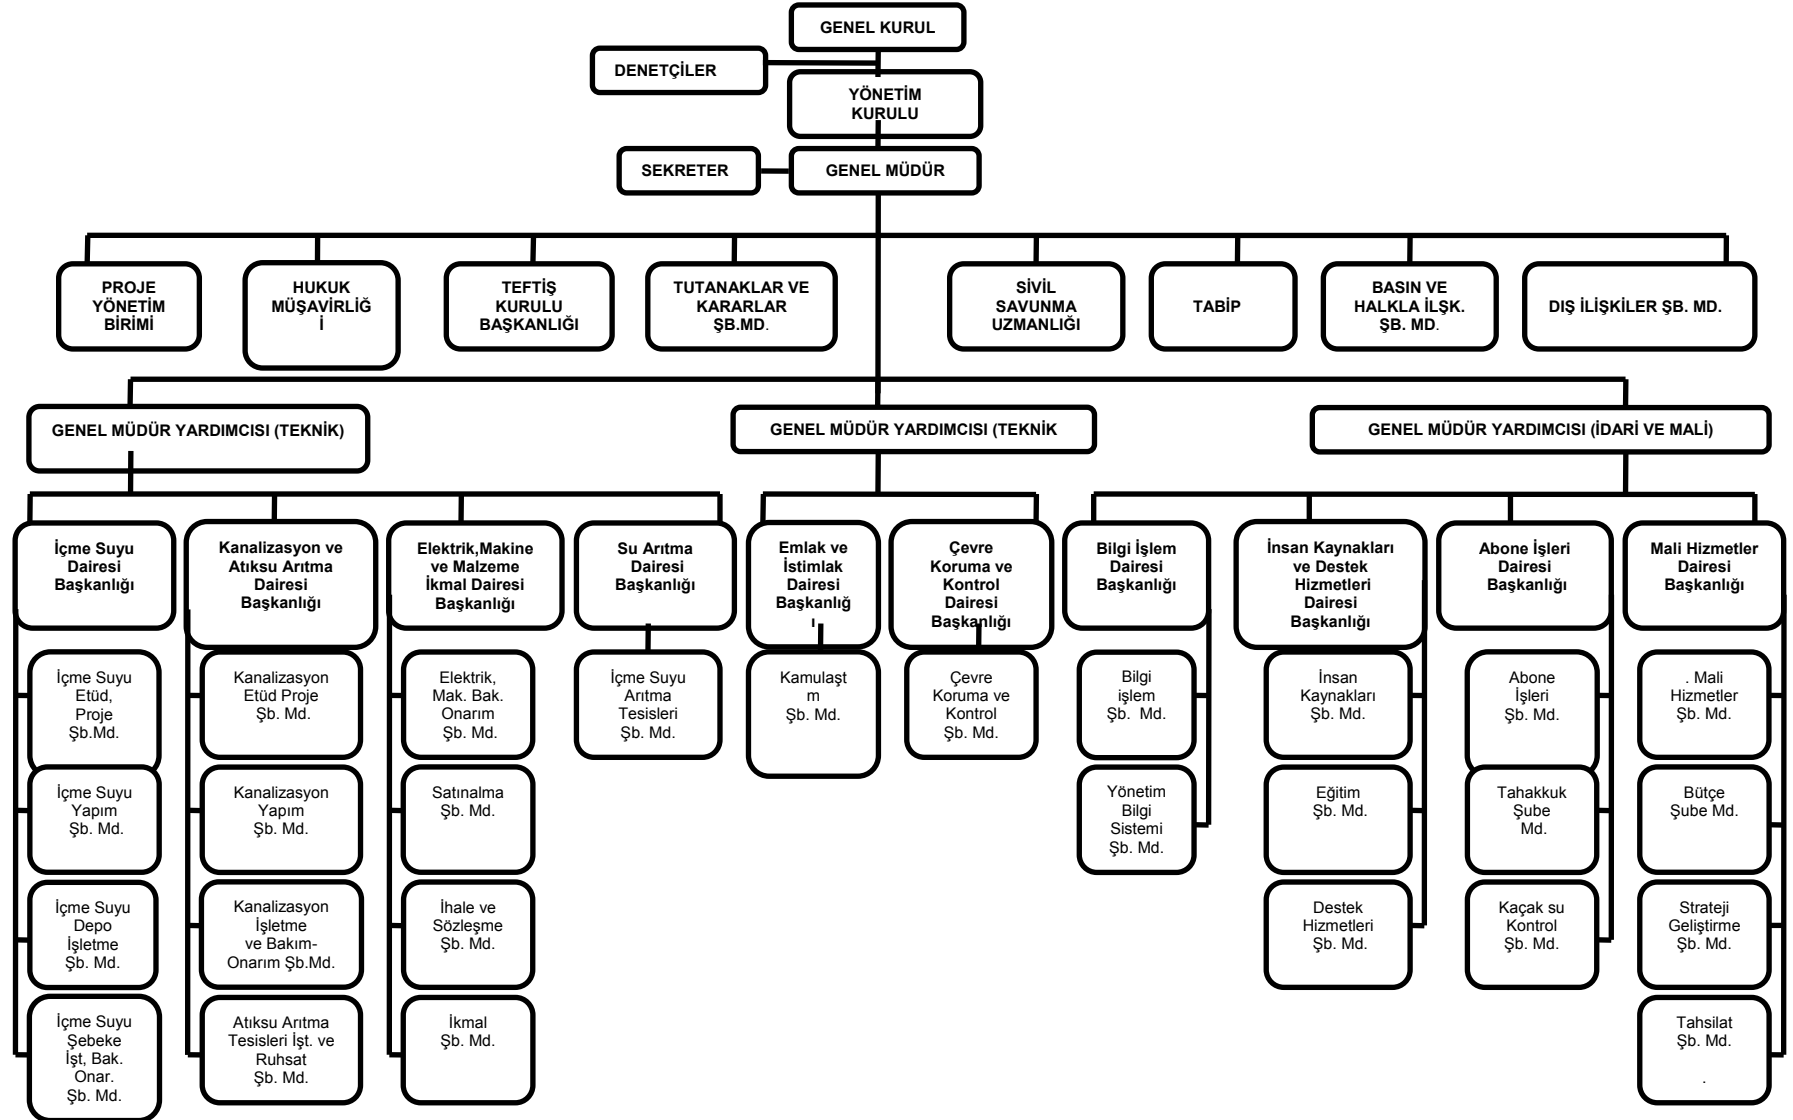 GENEL KURUL
DENETÇİLER
YÖNETİM
KURULU
SEKRETER
GENEL MÜDÜR
PROJE
YÖNETİM
BİRİMİ
HUKUK
MÜŞAVİRLİĞ
İ
TEFTİŞ
KURULU
BAŞKANLIĞI
TUTANAKLAR VE
KARARLAR
ŞB.MD.
SİVİL
SAVUNMA
UZMANLIĞI
TABİP
BASIN VE
HALKLA İLŞK.
ŞB. MD.
DIŞ İLİŞKİLER ŞB. MD.
GENEL MÜDÜR YARDIMCISI (TEKNİK)
GENEL MÜDÜR YARDIMCISI (TEKNİK
GENEL MÜDÜR YARDIMCISI (İDARİ VE MALİ)
İçme Suyu
Dairesi
Başkanlığı
Kanalizasyon ve
Atıksu Arıtma
Dairesi
Başkanlığı
Elektrik,Makine
ve Malzeme
İkmal Dairesi
Başkanlığı
Su Arıtma
Dairesi
Başkanlığı
Emlak ve
İstimlak
Dairesi
Başkanlığ
ı
Çevre
Koruma ve
Kontrol
Dairesi
Başkanlığı
Bilgi İşlem
Dairesi
Başkanlığı
İnsan Kaynakları
ve Destek
Hizmetleri
Dairesi
Başkanlığı
Abone İşleri
Dairesi
Başkanlığı
Mali Hizmetler
Dairesi
Başkanlığı
İçme Suyu
Etüd,
Proje
Şb.Md.
Kanalizasyon
Etüd Proje
Şb. Md.
Elektrik,
Mak. Bak.
Onarım
Şb. Md.
İçme Suyu
Arıtma
Tesisleri
Şb. Md.
Kamulaşt
m
Şb. Md.
Çevre
Koruma ve
Kontrol
Şb. Md.
Bilgi
işlem
Şb. Md.
İnsan
Kaynakları
Şb. Md.
Abone
İşleri
Şb. Md.
. Mali
Hizmetler
Şb. Md.
İçme Suyu
Yapım
Şb. Md.
Kanalizasyon
Yapım
Şb. Md.
Satınalma
Şb. Md.
Yönetim
Bilgi
Sistemi
Şb. Md.
Eğitim
Şb. Md.
Tahakkuk
Şube
Md.
Bütçe
Şube Md.
İçme Suyu
Depo
İşletme
Şb. Md.
Kanalizasyon
İşletme
ve Bakım-
Onarım Şb.Md.
İhale ve
Sözleşme
Şb. Md.
Destek
Hizmetleri
Şb. Md.
Kaçak su
Kontrol
Şb. Md.
Strateji
Geliştirme
Şb. Md.
İçme Suyu
Şebeke
İşt, Bak.
Onar.
Şb. Md.
Atıksu Arıtma
Tesisleri İşt. ve
Ruhsat
Şb. Md.
İkmal
Şb. Md.
Tahsilat
Şb. Md.
.